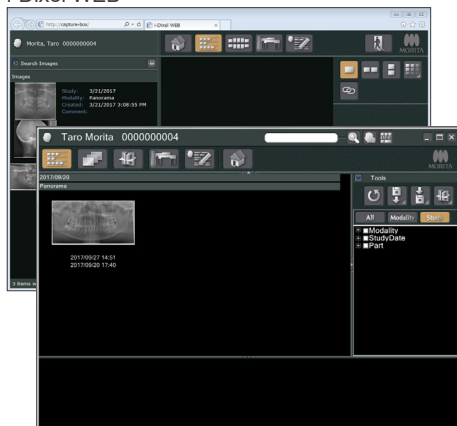 i-Dixel WEB
http://capture-box/
i-Dixel WEB
Morita, Taro 0000000004
MORITA
Search Images
Images
Study: 3/21/2017
Modality: Panorama
Created: 3/21/2017 3:08:55 PM
Comment:
Taro Morita 0000000004
MORITA
2017/09/20
Panorama
Tools
All Modality Study
Modality
StudyDate
Part
2017/09/27 14:51
2017/09/20 17:40
3 items